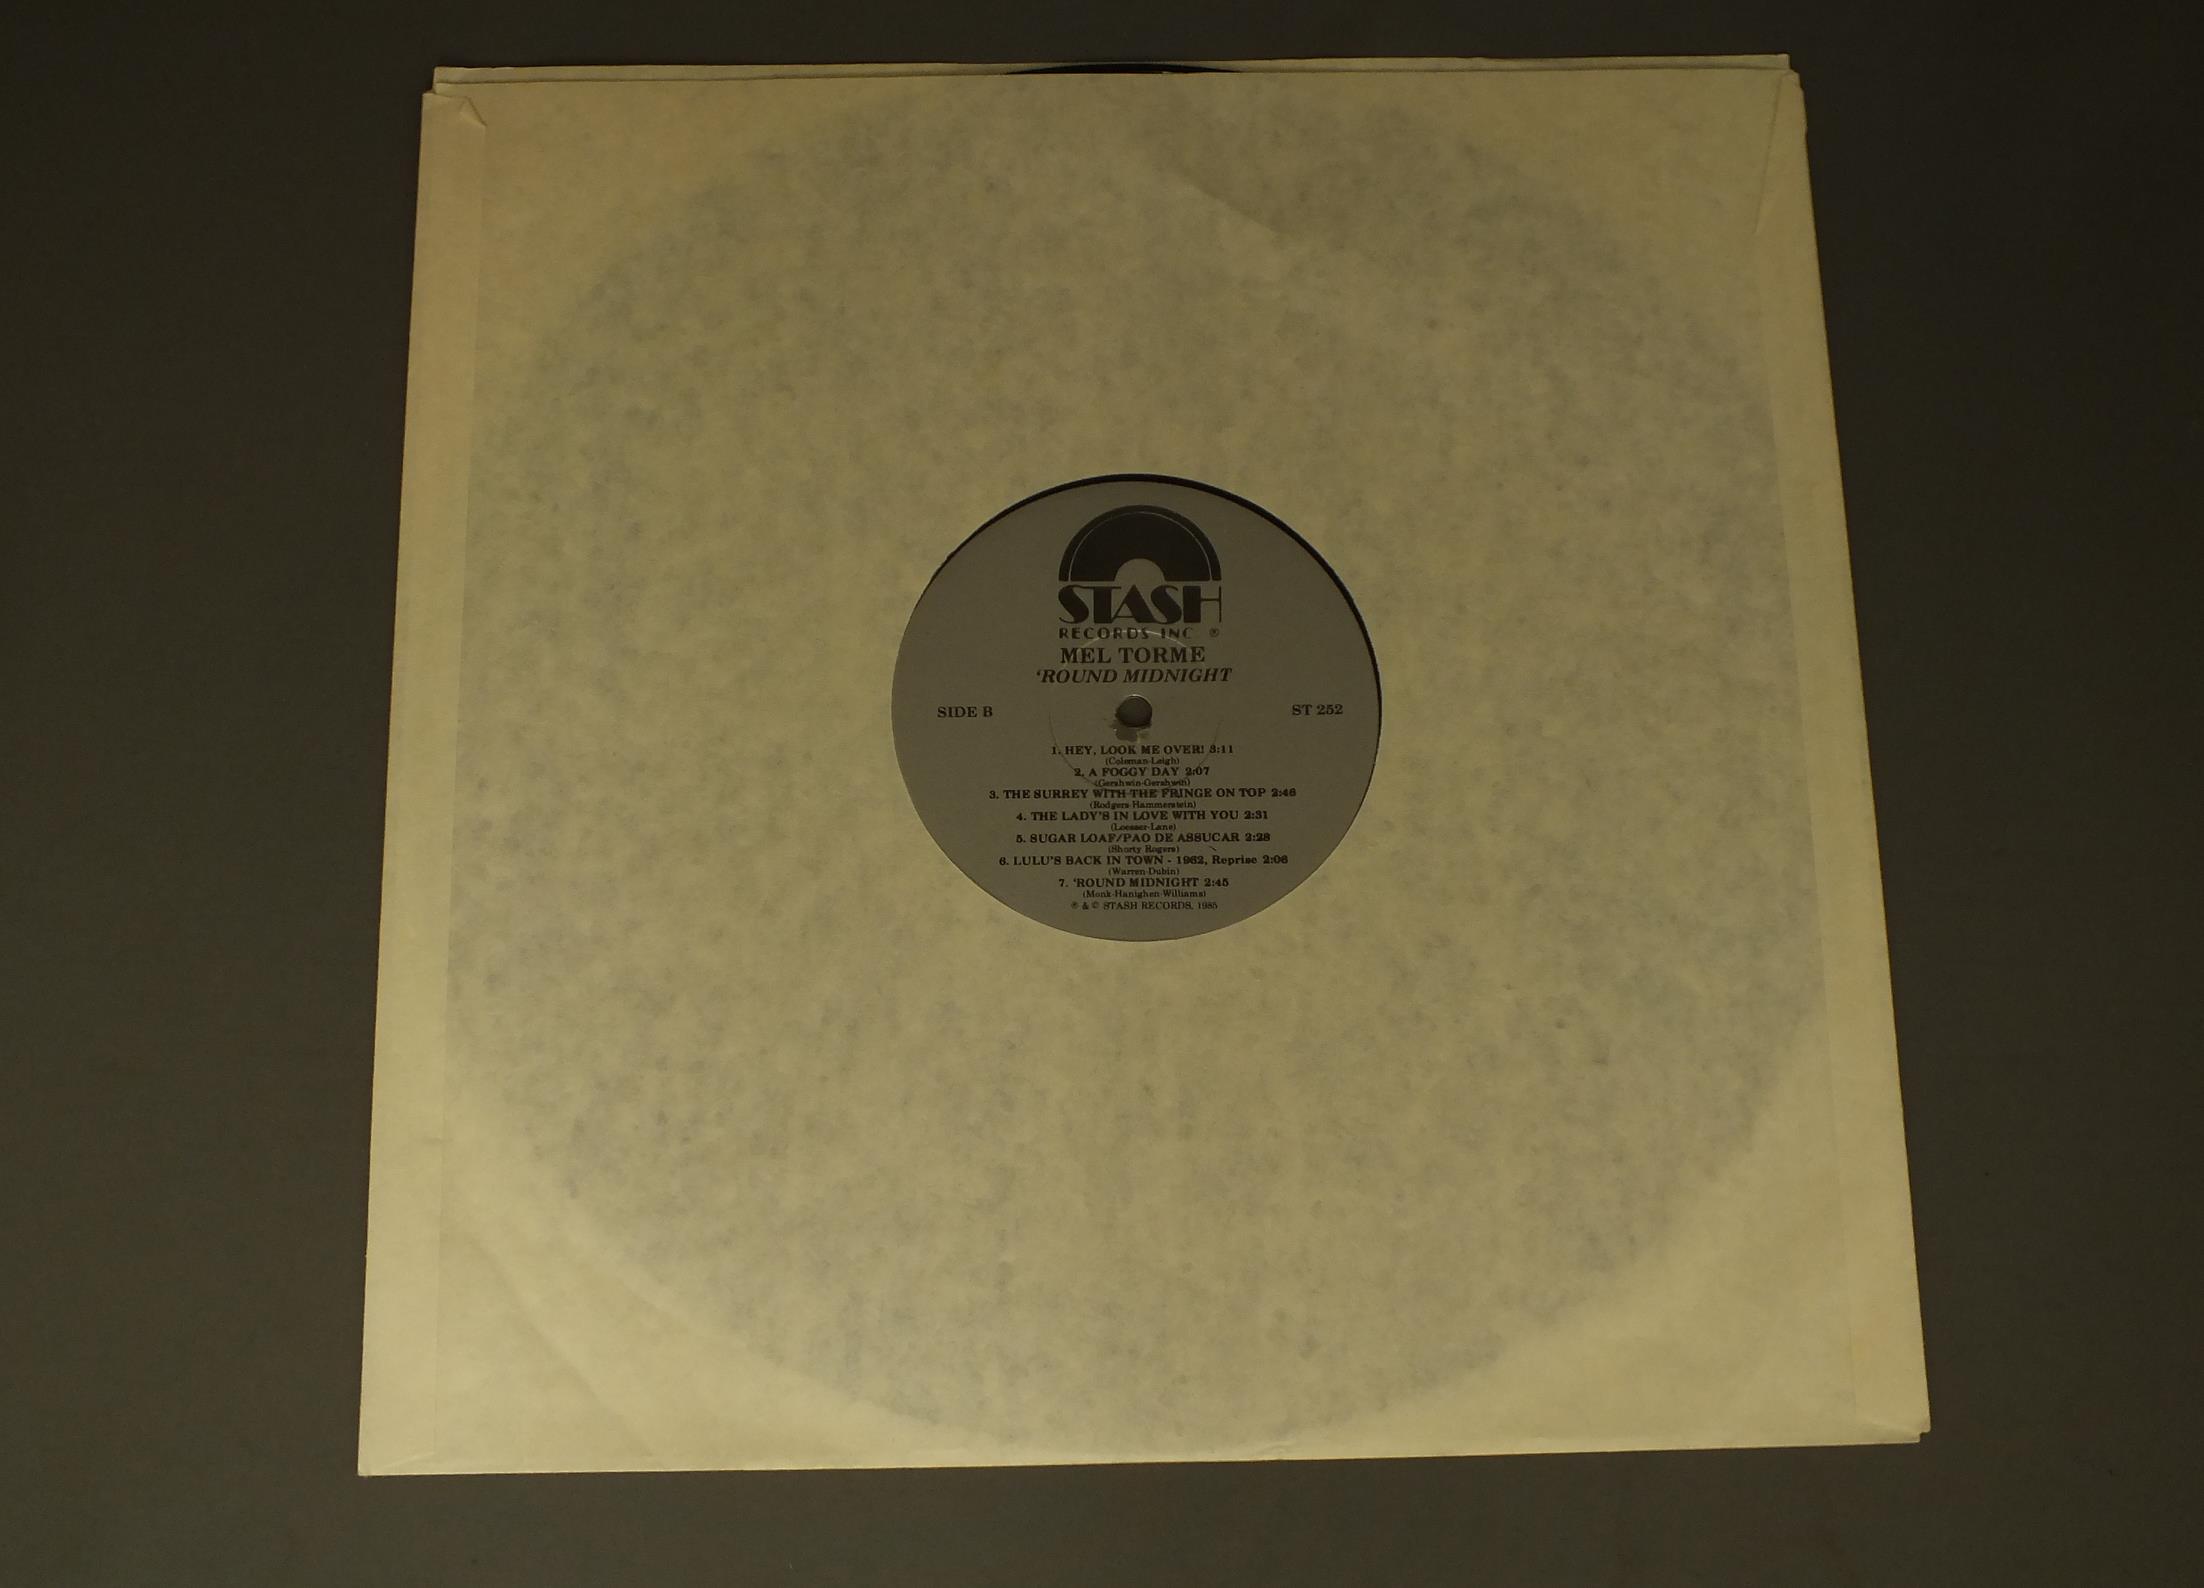 STASH
RECORDS INC ®
MEL TORME
'ROUND MIDNIGHT
SIDE B
ST 252
1. HEY, LOOK ME OVER! 3:11
(Coleman-Leigh)
2. A FOGGY DAY 2:07
(Gershwin-Gershwin)
3. THE SURREY WITH THE FRINGE ON TOP 2:46
(Rodgers-Hammerstein)
4. THE LADY'S IN LOVE WITH YOU 2:31
(Loesser-Lane)
5. SUGAR LOAF/PAO DE ASSUCAR 2:28
(Shorty Rogers)
6. LULU'S BACK IN TOWN - 1962, Reprise 2:06
(Warren-Dubin)
7. 'ROUND MIDNIGHT 2:45
(Monk-Hanighen-Williams)
℗ & © STASH RECORDS, 1985